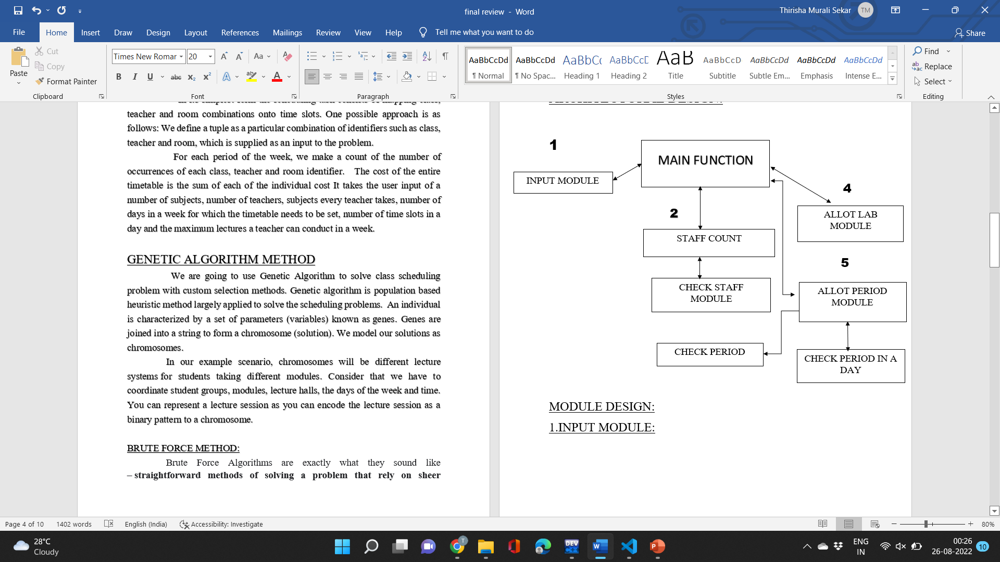 final review - Word
Thirisha Murali Sekar
TM
File
Home
Insert
Draw
Design
Layout
References
Mailings
Review
View
Help
Tell me what you want to do
Share
Paste
Cut
Copy
Format Painter
Clipboard
Times New Roman
20
Font
Paragraph
AaBbCcDd
¶ Normal
AaBbCcDd
¶ No Spac...
AaBbCc
Heading 1
AaBbCcD
Heading 2
AaB
Title
AaBbCcD
Subtitle
AaBbCcDd
Subtle Em...
AaBbCcDd
Emphasis
AaBbCcDd
Intense E...
Styles
Find
Replace
Select
Editing
teacher and room combinations onto time slots. One possible approach is as
follows: We define a tuple as a particular combination of identifiers such as class,
teacher and room, which is supplied as an input to the problem.
For each period of the week, we make a count of the number of
occurrences of each class, teacher and room identifier. The cost of the entire
timetable is the sum of each of the individual cost It takes the user input of a
number of subjects, number of teachers, subjects every teacher takes, number of
days in a week for which the timetable needs to be set, number of time slots in a
day and the maximum lectures a teacher can conduct in a week.
GENETIC ALGORITHM METHOD
We are going to use Genetic Algorithm to solve class scheduling
problem with custom selection methods. Genetic algorithm is population based
heuristic method largely applied to solve the scheduling problems. An individual
is characterized by a set of parameters (variables) known as genes. Genes are
joined into a string to form a chromosome (solution). We model our solutions as
chromosomes.
In our example scenario, chromosomes will be different lecture
systems for students taking different modules. Consider that we have to
coordinate student groups, modules, lecture halls, the days of the week and time.
You can represent a lecture session as you can encode the lecture session as a
binary pattern to a chromosome.
BRUTE FORCE METHOD:
Brute Force Algorithms are exactly what they sound like
– straightforward methods of solving a problem that rely on sheer
1
MAIN FUNCTION
INPUT MODULE
4
2
ALLOT LAB
MODULE
STAFF COUNT
5
CHECK STAFF
MODULE
ALLOT PERIOD
MODULE
CHECK PERIOD
CHECK PERIOD IN A
DAY
MODULE DESIGN:
1.INPUT MODULE:
Page 4 of 10
1402 words
English (India)
Accessibility: Investigate
80%
28°C
Cloudy
ENG
IN
00:26
26-08-2022
10